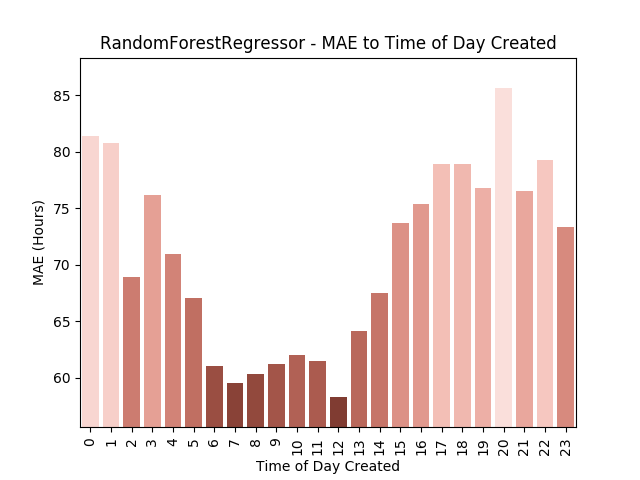 RandomForestRegressor - MAE to Time of Day Created
MAE (Hours)
85
80
75
70
65
60
0 1 2 3 4 5 6 7 8 9 10 11 12 13 14 15 16 17 18 19 20 21 22 23
Time of Day Created